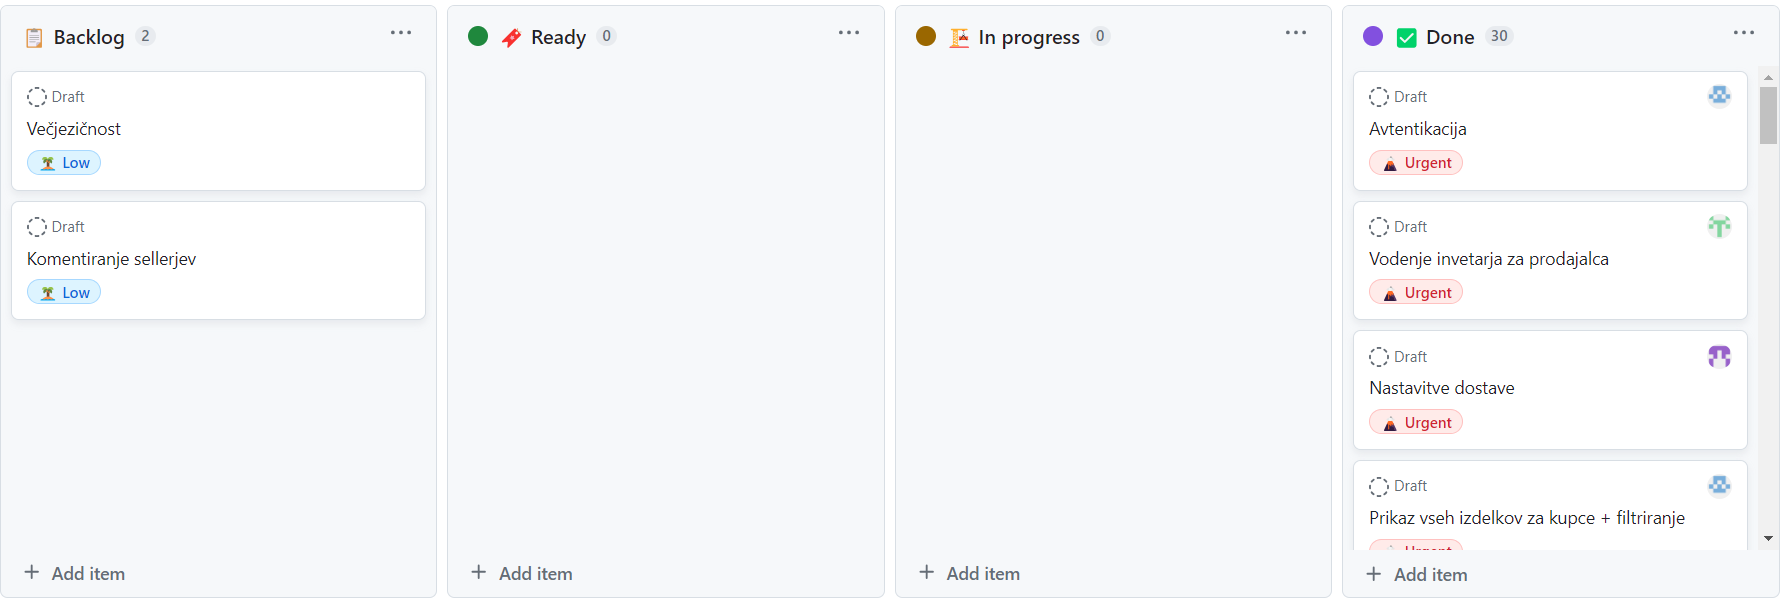 Backlog 2
Draft
Večjezičnost
Low
Draft
Komentiranje sellerjev
Low
Add item
Ready 0
Add item
In progress 0
Add item
Done 30
Draft
Avtentikacija
Urgent
Draft
Vodenje invetarja za prodajalca
Urgent
Draft
Nastavitve dostave
Urgent
Draft
Prikaz vseh izdelkov za kupce + filtriranje
Urgent
Add item